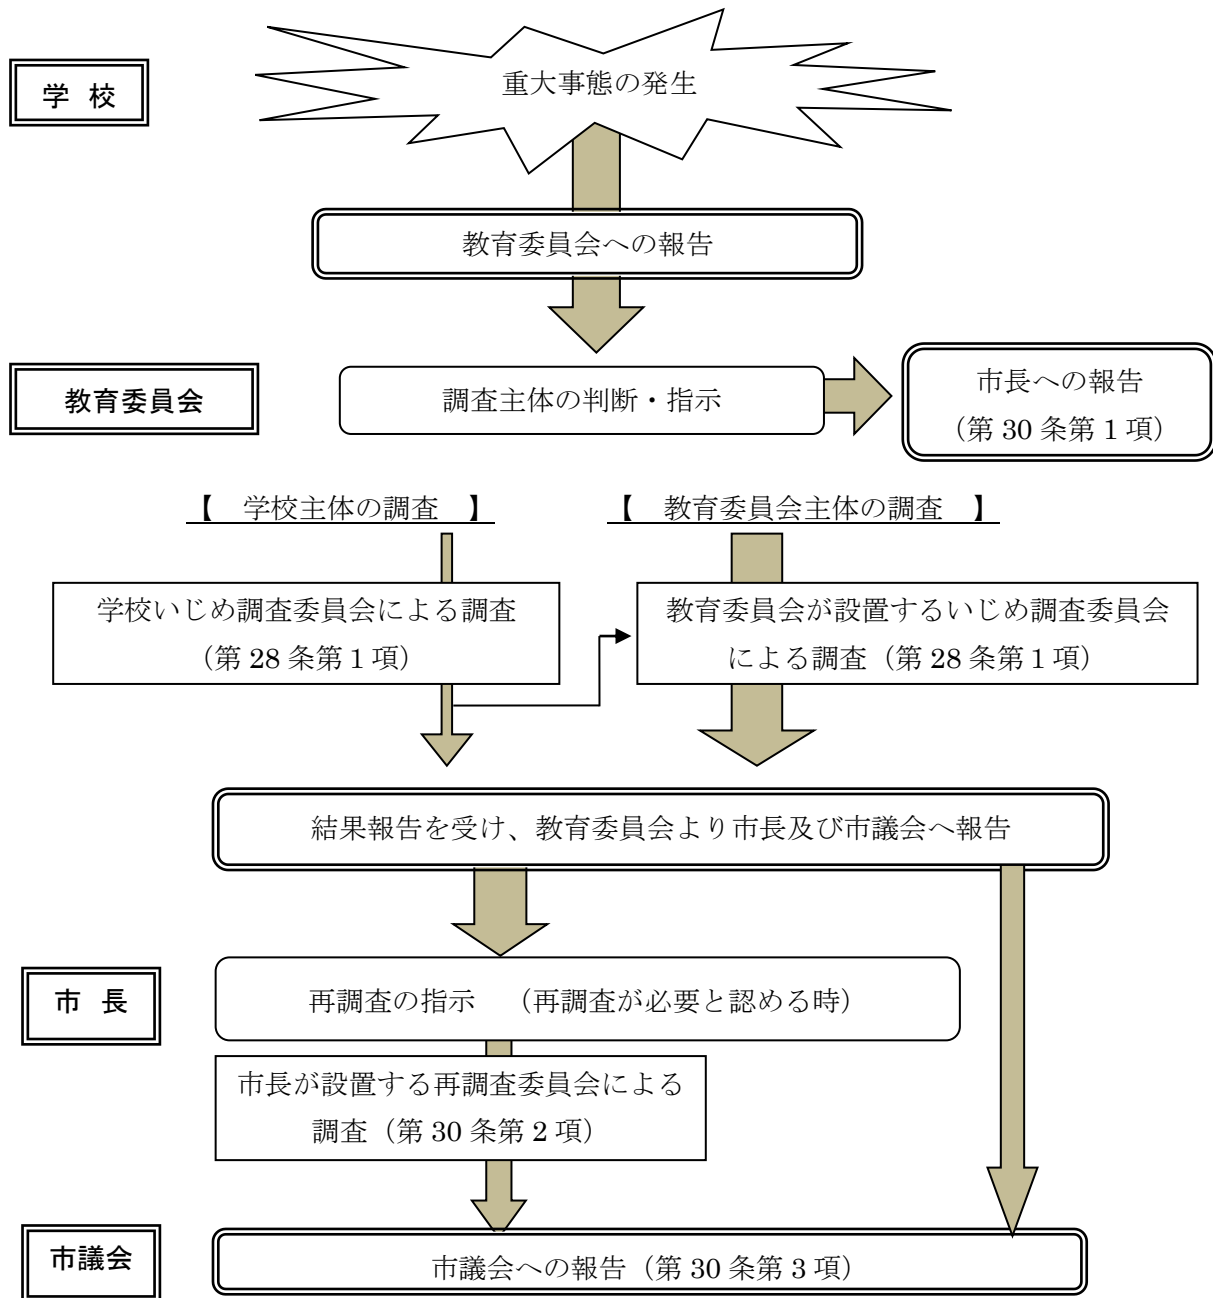 学 校
重大事態の発生
教育委員会への報告
教育委員会
調査主体の判断・指示
市長への報告
（第 30 条第 1 項）
【　学校主体の調査　】
【　教育委員会主体の調査　】
学校いじめ調査委員会による調査
（第 28 条第 1 項）
教育委員会が設置するいじめ調査委員会
による調査（第 28 条第 1 項）
結果報告を受け、教育委員会より市長及び市議会へ報告
市 長
再調査の指示　（再調査が必要と認める時）
市長が設置する再調査委員会による
調査（第 30 条第 2 項）
市議会
市議会への報告（第 30 条第 3 項）